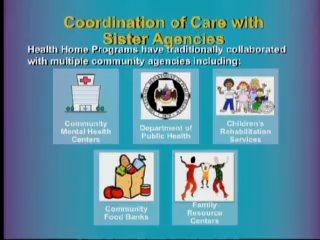 Coordination of Care with
Sister Agencies
Health Home Programs have traditionally collaborated
with multiple community agencies including:
Community
Mental Health
Centers
Department of
Public Health
Children's
Rehabilitation
Services
Community
Food Banks
Family
Resource
Centers